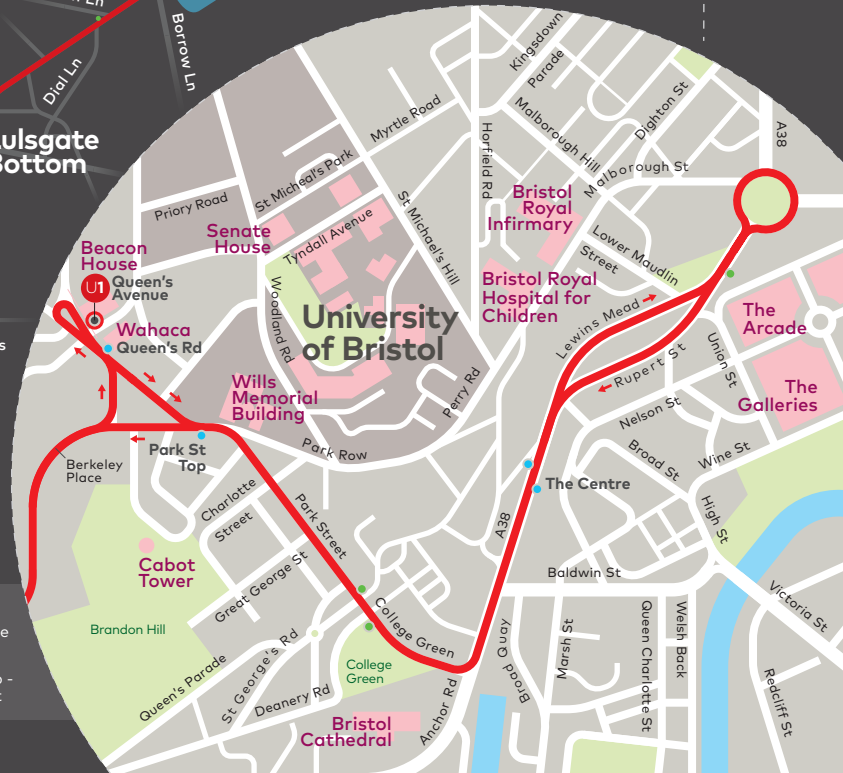 Dial Ln
Borrow Ln
Bottom
Kingsdown
Parade
Myrtle Road
Malborough Hill
Dighton St
A38
Horfield Rd
Malborough St
St Micheal's Park
Priory Road
St Michael's Hill
Bristol
Royal
Infirmary
Senate
House
Tyndall Avenue
Lower Maudlin
Street
Beacon
House
U1
Queen's
Avenue
Woodland Rd
Bristol Royal
Hospital for
Children
University
of Bristol
Lewins Mead
The
Arcade
Wahaca
Queen's Rd
Union St
Rupert St
Wills
Memorial
Building
Perry Rd
The
Galleries
Nelson St
Park Row
Park St
Top
Broad St
Wine St
Berkeley
Place
The Centre
Charlotte
Street
Park Street
A38
High St
Cabot
Tower
Great George St
Baldwin St
Victoria St
Brandon Hill
College Green
Broad Quay
Marsh St
Queen Charlotte St
Welsh Back
St George's Rd
College
Green
Queen's Parade
Deanery Rd
Redcliff St
Anchor Rd
Bristol
Cathedral